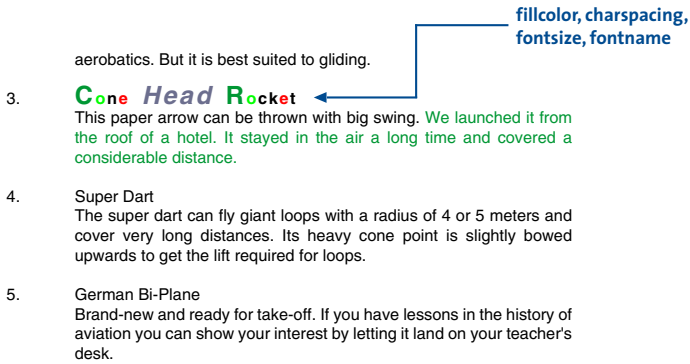 fillcolor, charspacing,
fontsize, fontname
aerobatics. But it is best suited to gliding.
3. Cone Head Rocket
This paper arrow can be thrown with big swing. We launched it from
the roof of a hotel. It stayed in the air a long time and covered a
considerable distance.
4. Super Dart
The super dart can fly giant loops with a radius of 4 or 5 meters and
cover very long distances. Its heavy cone point is slightly bowed
upwards to get the lift required for loops.
5. German Bi-Plane
Brand-new and ready for take-off. If you have lessons in the history of
aviation you can show your interest by letting it land on your teacher's
desk.